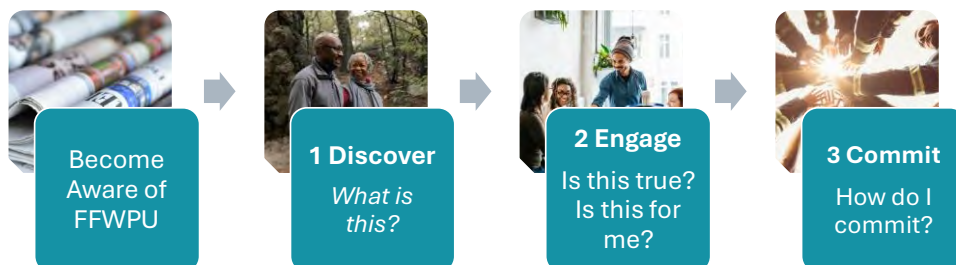 Become
Aware of
FFWPU
1 Discover
What is
this?
2 Engage
Is this true?
Is this for
me?
3 Commit
How do I
commit?